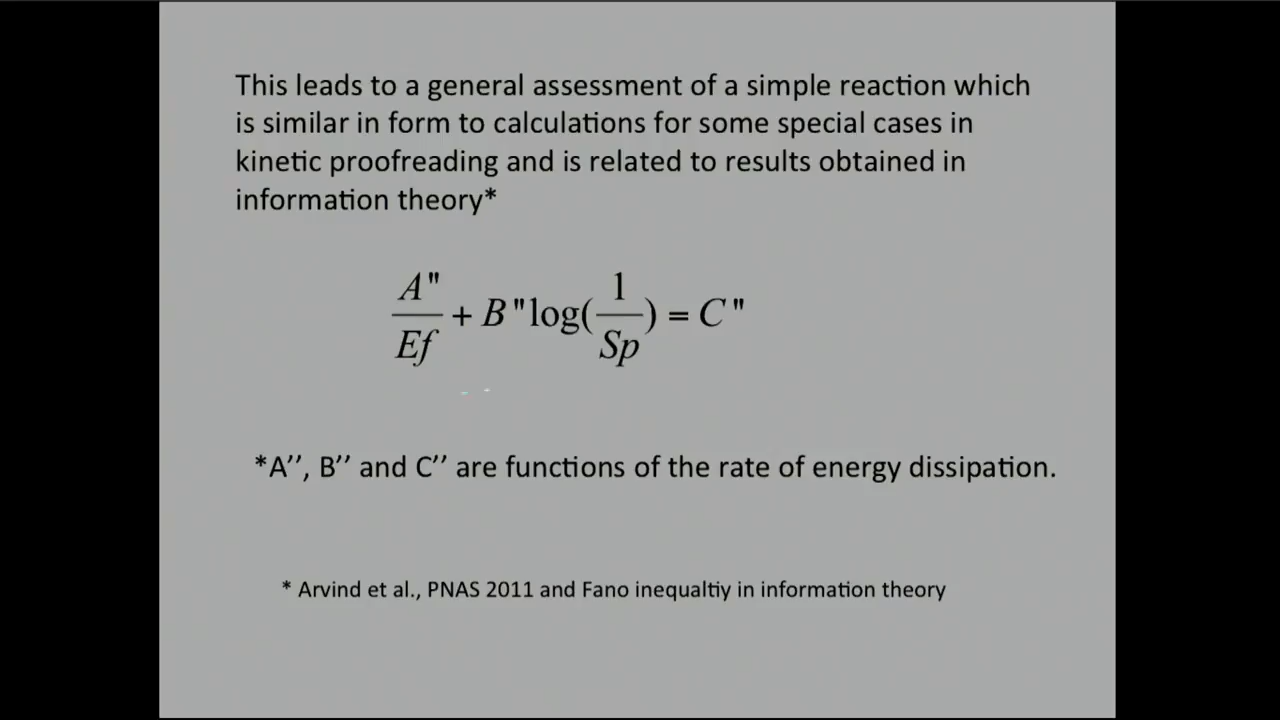 This leads to a general assessment of a simple reaction which
is similar in form to calculations for some special cases in
kinetic proofreading and is related to results obtained in
information theory*
A"/Ef + B"log(1/Sp) = C"
*A’’, B’’ and C’’ are functions of the rate of energy dissipation.
* Arvind et al., PNAS 2011 and Fano inequaltiy in information theory